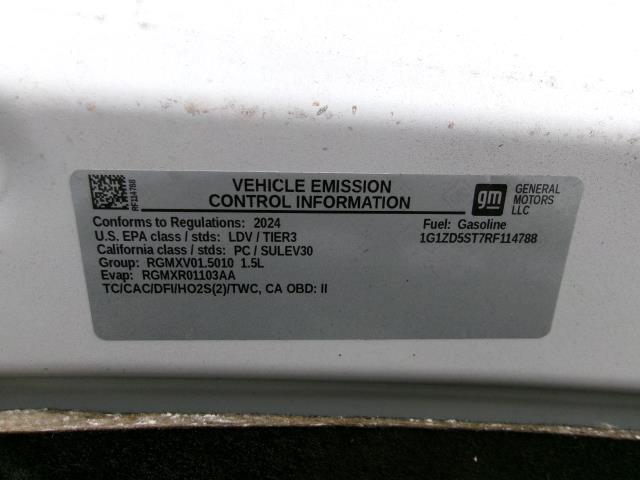 RF114788
VEHICLE EMISSION
CONTROL INFORMATION
gm
GENERAL
MOTORS
LLC
Conforms to Regulations: 2024
U.S. EPA class / stds: LDV / TIER3
California class / stds: PC / SULEV30
Group: RGMXV01.5010 1.5L
Evap: RGMXR01103AA
TC/CAC/DFI/HO2S(2)/TWC, CA OBD: II
Fuel: Gasoline
1G1ZD5ST7RF114788